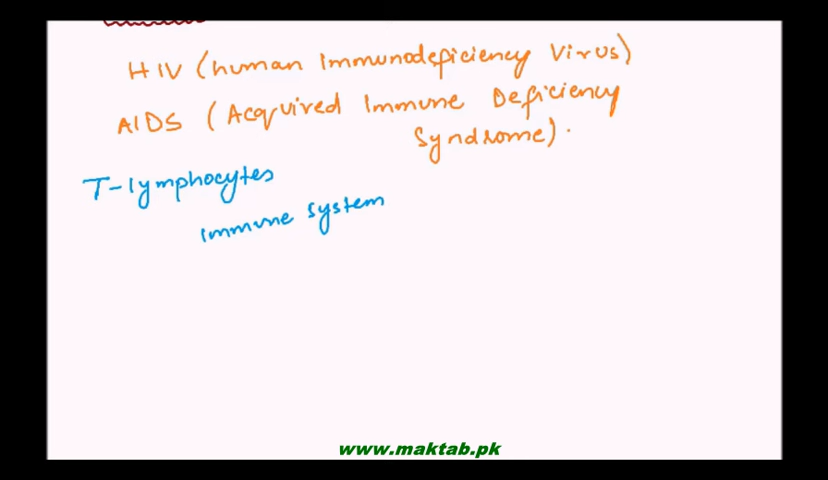 HIV (human Immunodeficiency Virus)
AIDS (Acquired Immune Deficiency
Syndrome).
T-lymphocytes
immune system
www.maktab.pk